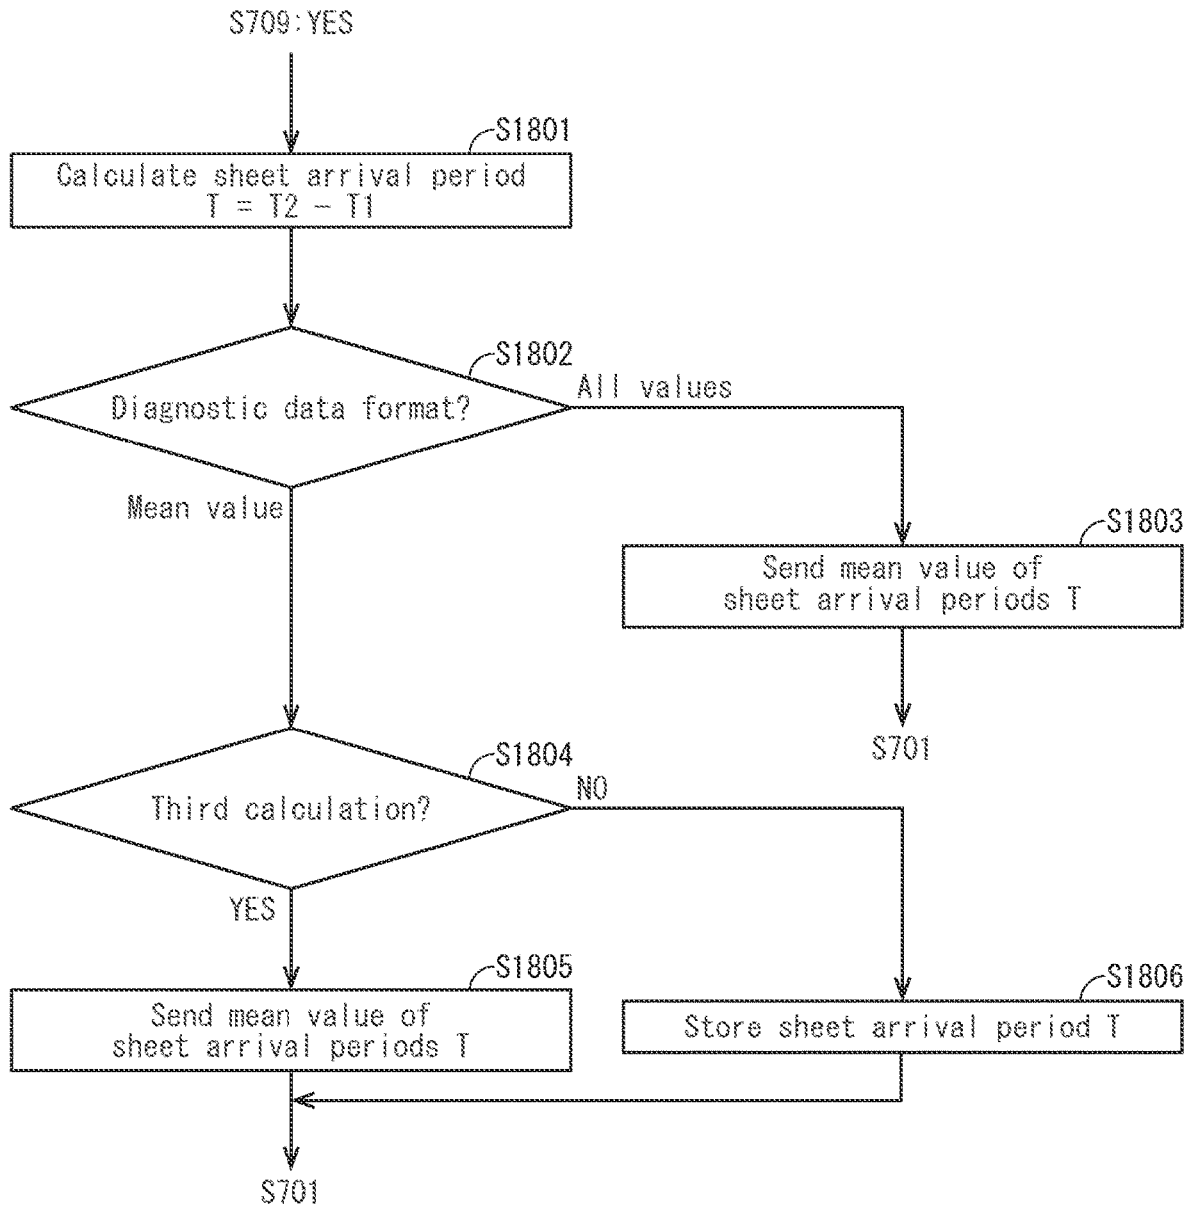 S709:YES
S1801
Calculate sheet arrival period
T = T2 - T1
S1802
Diagnostic data format?
All values
Mean value
S1803
Send mean value of
sheet arrival periods T
S701
S1804
Third calculation?
NO
YES
S1805
Send mean value of
sheet arrival periods T
S1806
Store sheet arrival period T
S701